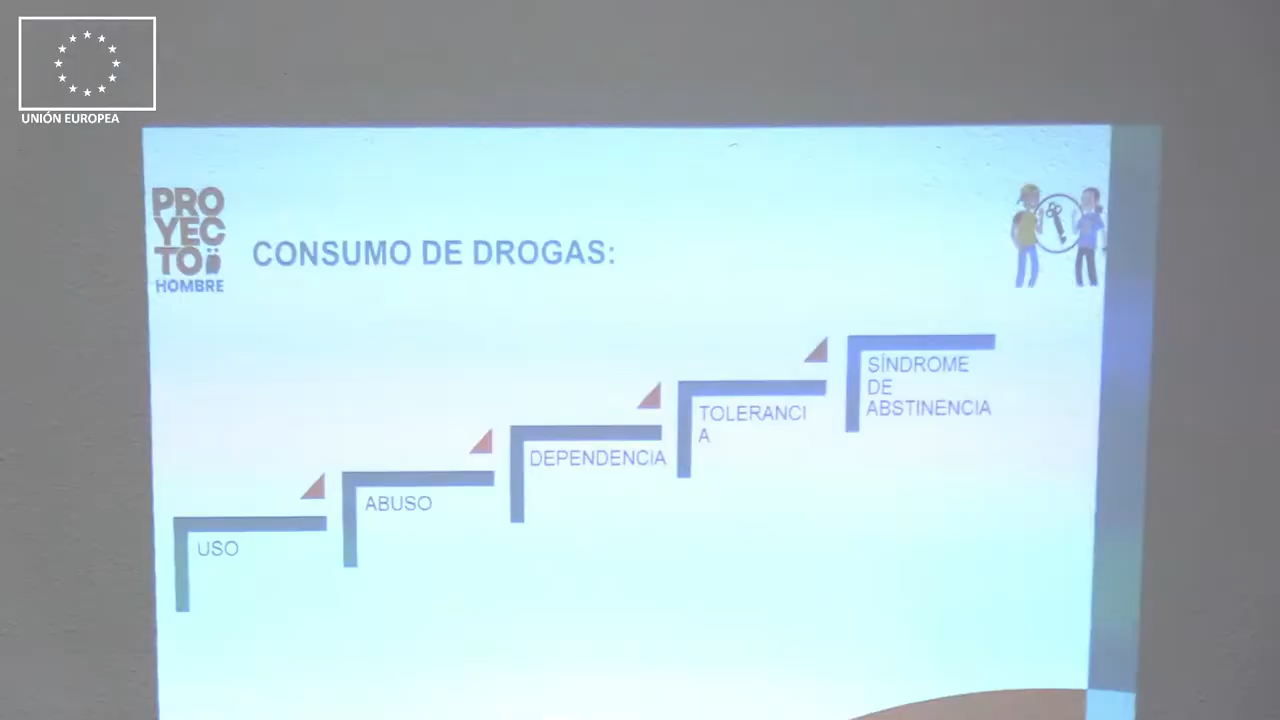 UNIÓN EUROPEA
PRO
YEC
TO
HOMBRE
CONSUMO DE DROGAS:
SÍNDROME
DE
ABSTINENCIA
TOLERANCI
A
DEPENDENCIA
ABUSO
USO